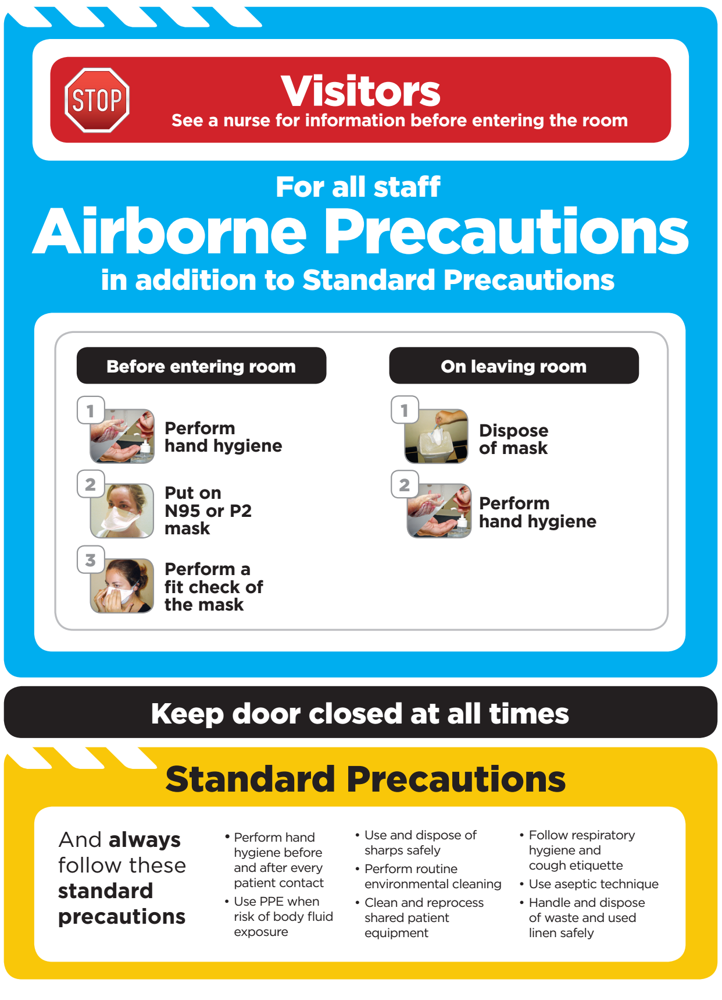 STOP
Visitors
See a nurse for information before entering the room
For all staff
Airborne Precautions
in addition to Standard Precautions
Before entering room
1
Perform
hand hygiene
2
Put on
N95 or P2
mask
3
Perform a
fit check of
the mask
On leaving room
1
Dispose
of mask
2
Perform
hand hygiene
Keep door closed at all times
Standard Precautions
And always
follow these
standard
precautions
• Perform hand
hygiene before
and after every
patient contact
• Use PPE when
risk of body fluid
exposure
• Use and dispose of
sharps safely
• Perform routine
environmental cleaning
• Clean and reprocess
shared patient
equipment
• Follow respiratory
hygiene and
cough etiquette
• Use aseptic technique
• Handle and dispose
of waste and used
linen safely